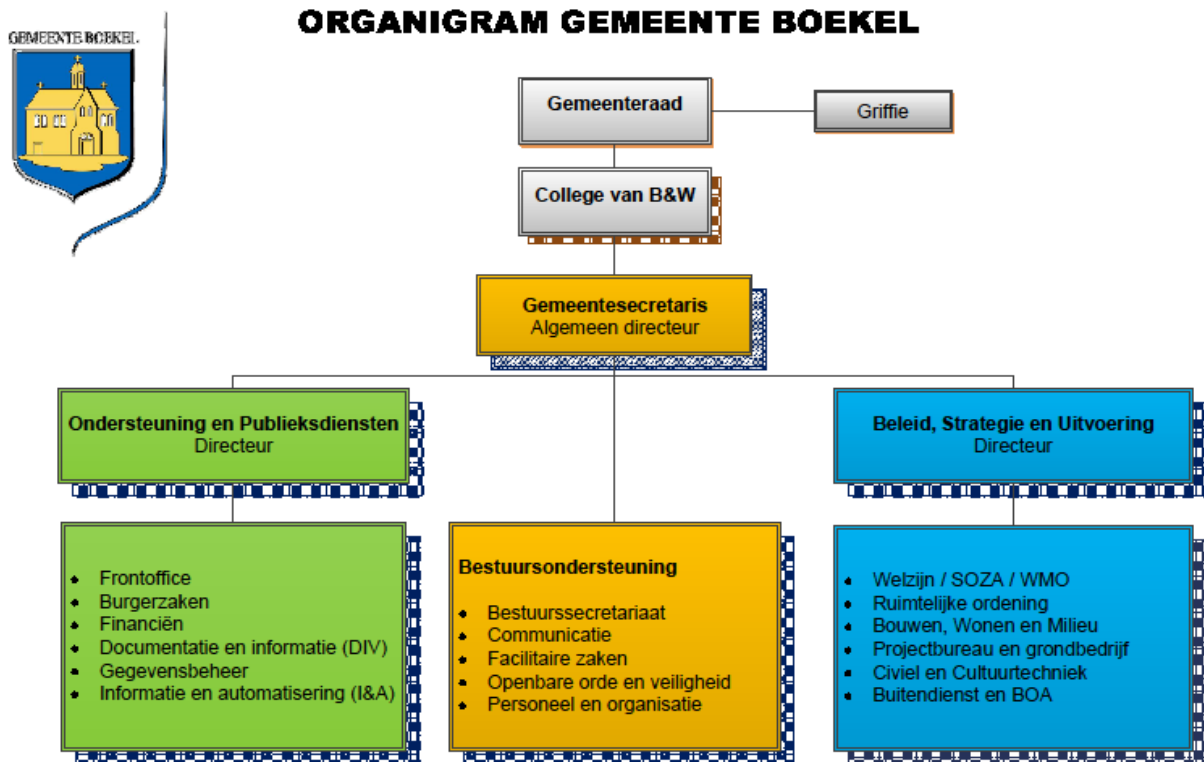 ORGANIGRAM GEMEENTE BOEKEL
GEMEENTE BOEKEL
Gemeenteraad
Griffie
College van B&W
Gemeentesecretaris
Algemeen directeur
Ondersteuning en Publieksdiensten
Directeur
Beleid, Strategie en Uitvoering
Directeur
• Frontoffice
• Burgerzaken
• Financiën
• Documentatie en informatie (DIV)
• Gegevensbeheer
• Informatie en automatisering (I&A)
Bestuursondersteuning
• Bestuurssecretariaat
• Communicatie
• Facilitaire zaken
• Openbare orde en veiligheid
• Personeel en organisatie
• Welzijn / SOZA / WMO
• Ruimtelijke ordening
• Bouwen, Wonen en Milieu
• Projectbureau en grondbedrijf
• Civiel en Cultuurtechniek
• Buitendienst en BOA